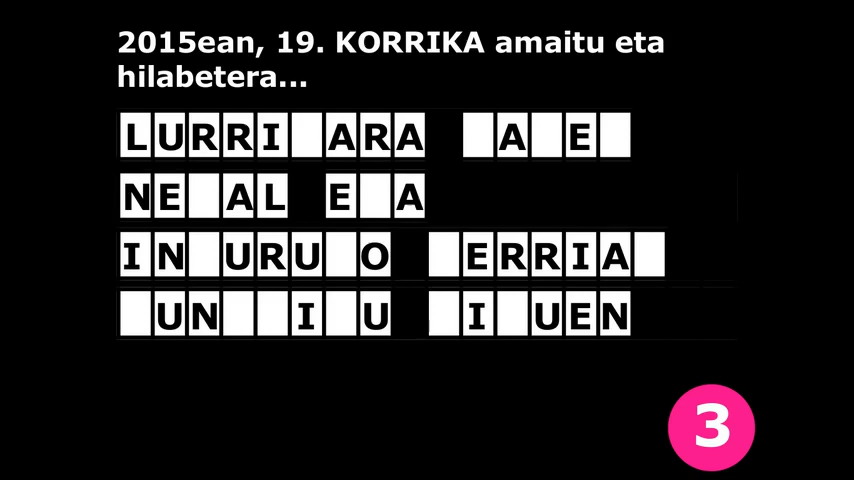 2015ean, 19. KORRIKA amaitu eta
hilabetera...
LURRI ARA  A E
NE AL E A
IN URU O  ERRIA
 UN  I U  I UEN
3